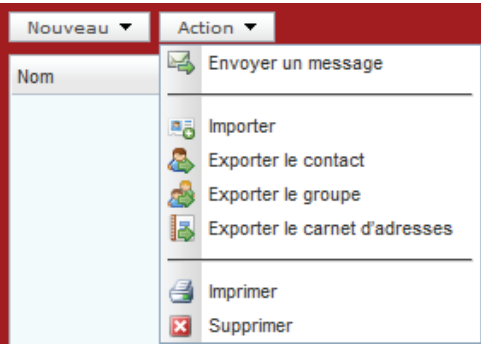 Nouveau
Action
Nom
Envoyer un message
Importer
Exporter le contact
Exporter le groupe
Exporter le carnet d'adresses
Imprimer
Supprimer